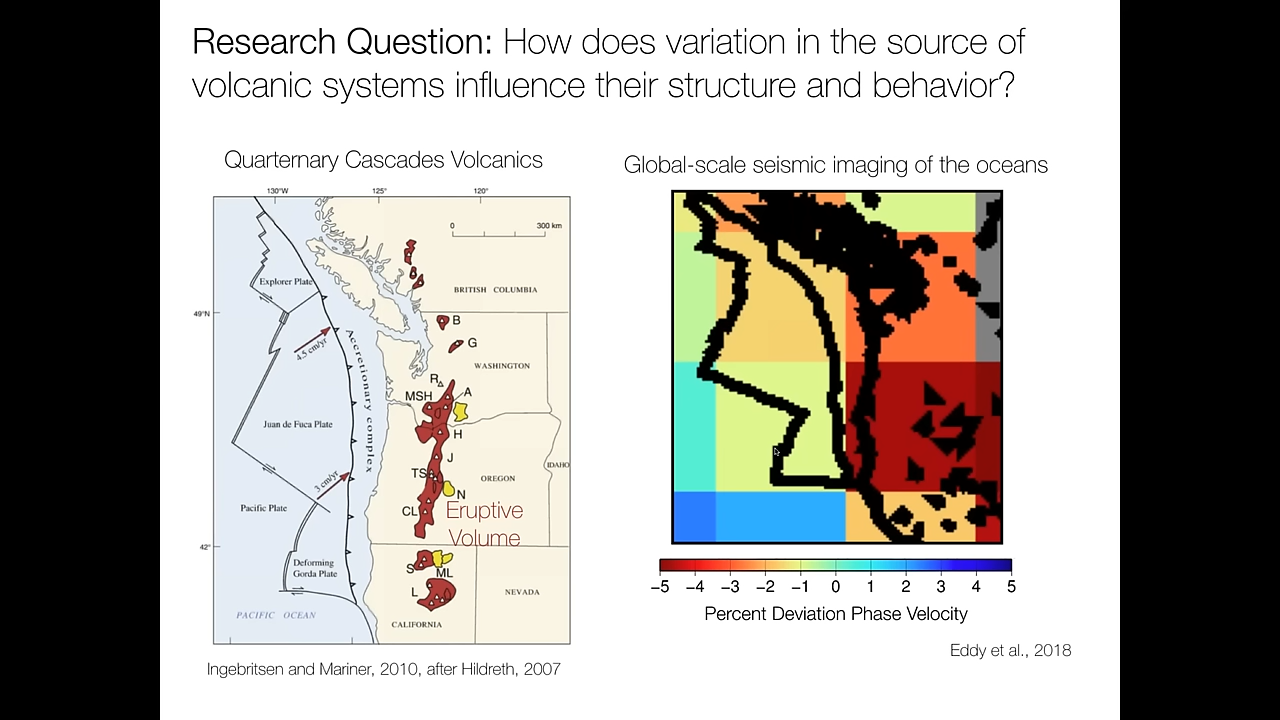 Research Question: How does variation in the source of
volcanic systems influence their structure and behavior?
Quarternary Cascades Volcanics
130°W
125°
120°
0
300 km
Explorer Plate
BRITISH COLUMBIA
49°N
B
G
4.5 cm/yr
Accretionary complex
WASHINGTON
R
MSH
A
Juan de Fuca Plate
H
J
IDAHO
TS
3 cm/yr
OREGON
N
Pacific Plate
CL
Eruptive
Volume
42°
Deforming
Gorda Plate
S
ML
L
NEVADA
PACIFIC OCEAN
CALIFORNIA
Ingebritsen and Mariner, 2010, after Hildreth, 2007
Global-scale seismic imaging of the oceans
−5 −4 −3 −2 −1 0 1 2 3 4 5
Percent Deviation Phase Velocity
Eddy et al., 2018